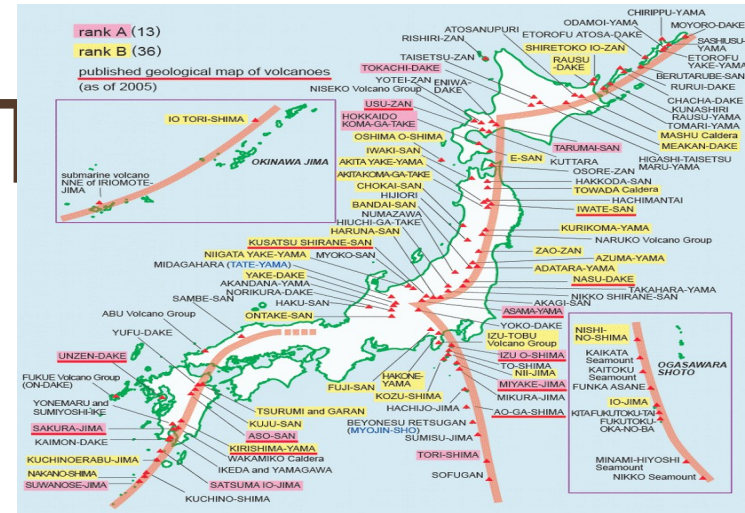 rank A (13)
rank B (36)
published geological map of volcanoes
(as of 2005)
IO TORI-SHIMA
OKINAWA JIMA
submarine volcano
NNE of IRIOMOTE-
JIMA
ATOSANUPURI
RISHIRI-ZAN
TAISETSU-ZAN
TOKACHI-DAKE
YOTEI-ZAN
ENIWA-
DAKE
NISEKO Volcano Group
USU-ZAN
HOKKAIDO
KOMA-GA-TAKE
OSHIMA O-SHIMA
IWAKI-SAN
AKITA YAKE-YAMA
AKITAKOMA-GA-TAKE
CHOKAI-SAN
HIJIORI
BANDAI-SAN
NUMAZAWA
HIUCHI-GA-TAKE
HARUNA-SAN
KUSATSU SHIRANE-SAN
MYOKO-SAN
NIIGATA YAKE-YAMA
MIDAGAHARA (TATE-YAMA)
YAKE-DAKE
AKANDANA-YAMA
NORIKURA-DAKE
HAKU-SAN
ONTAKE-SAN
SAMBE-SAN
ABU Volcano Group
YUFU-DAKE
UNZEN-DAKE
FUKUE Volcano Group
(ON-DAKE)
YONEMARU and
SUMIYOSHI-IKE
SAKURA-JIMA
KAIMON-DAKE
KUCHINOERABU-JIMA
NAKANO-SHIMA
SUWANOSE-JIMA
KUCHINO-SHIMA
SATSUMA IO-JIMA
IKEDA and YAMAGAWA
WAKAMIKO Caldera
KIRISHIMA-YAMA
ASO-SAN
KUJU-SAN
TSURUMI and GARAN
CHIRIPPU-YAMA
ODAMOI-YAMA
MOYORO-DAKE
ETOROFU ATOSA-DAKE
SHIRETOKO IO-ZAN
RAUSU
-DAKE
SASHIUSU-
YAMA
ETOROFU
YAKE-YAMA
BERUTARUBE-SAN
RURUI-DAKE
CHACHA-DAKE
KUNASHIRI
RAUSU-YAMA
TOMARI-YAMA
MASHU Caldera
MEAKAN-DAKE
HIGASHI-TAISETSU
MARU-YAMA
TARUMAI-SAN
KUTTARA
E-SAN
OSORE-ZAN
HAKKODA-SAN
TOWADA Caldera
HACHIMANTAI
IWATE-SAN
KURIKOMA-YAMA
NARUKO Volcano Group
ZAO-ZAN
AZUMA-YAMA
ADATARA-YAMA
NASU-DAKE
TAKAHARA-YAMA
NIKKO SHIRANE-SAN
AKAGI-SAN
ASAMA-YAMA
YOKO-DAKE
IZU-TOBU
Volcano Group
IZU O-SHIMA
TO-SHIMA
NII-JIMA
MIYAKE-JIMA
MIKURA-JIMA
AO-GA-SHIMA
FUJI-SAN
HAKONE-
YAMA
KOZU-SHIMA
HACHIJO-JIMA
BEYONESU RETSUGAN
(MYOJIN-SHO)
SUMISU-JIMA
TORI-SHIMA
SOFUGAN
NISHI-
NO-SHIMA
OGASAWARA
SHOTO
KAIKATA
Seamount
KAITOKU
Seamount
FUNKA ASANE
IO-JIMA
KITAFUKUTOKU-TAI
FUKUTOKU-
OKA-NO-BA
MINAMI-HIYOSHI
Seamount
NIKKO Seamount